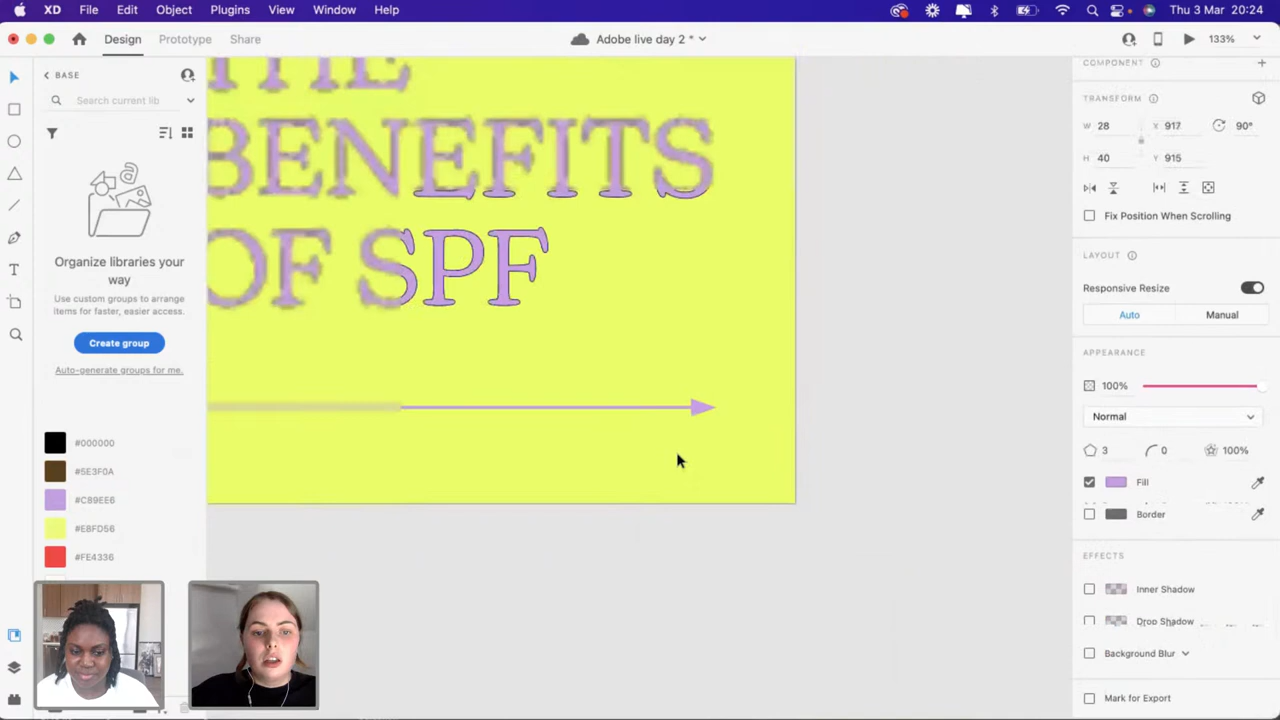 XD File Edit Object Plugins View Window Help Thu 3 Mar 20:24
Design Prototype Share Adobe live day 2 * 133%
BASE
Search current lib
Organize libraries your
way
Use custom groups to arrange
items for faster, easier access.
Create group
Auto-generate groups for me.
#000000
#5E3F0A
#C89EE6
#E8FD56
#FE4336
THE
BENEFITS
OF SPF
COMPONENT
TRANSFORM
W 28 X 917 90°
H 40 Y 915
Fix Position When Scrolling
LAYOUT
Responsive Resize
Auto Manual
APPEARANCE
100%
Normal
3 0 100%
Fill
Border
EFFECTS
Inner Shadow
Drop Shadow
Background Blur
Mark for Export